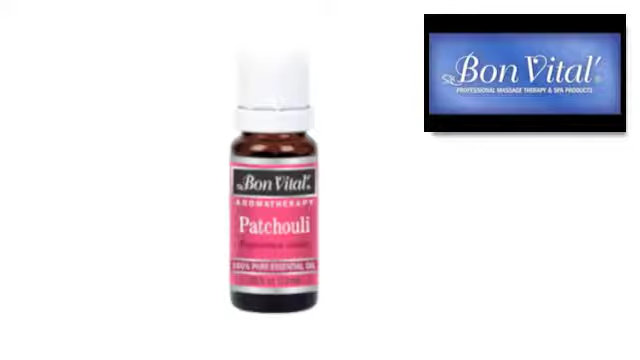 Bon Vital'
AROMATHERAPY
Patchouli
100% PURE ESSENTIAL OIL
Bon Vital'
PROFESSIONAL MASSAGE THERAPY & SPA PRODUCTS